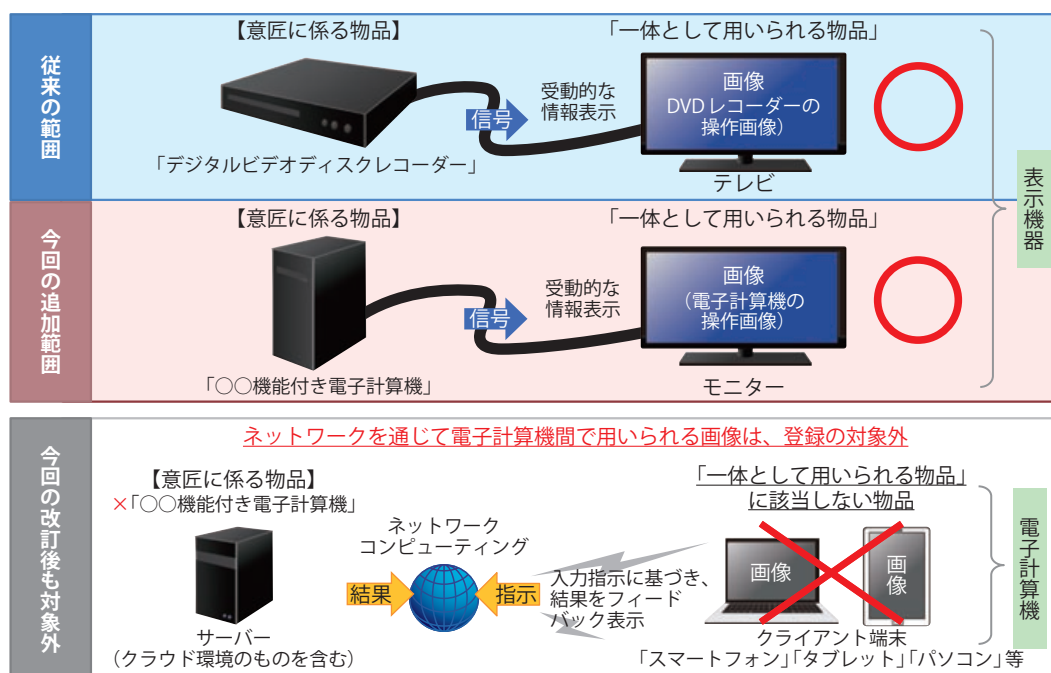 従来の範囲
【意匠に係る物品】
「一体として用いられる物品」
信号
受動的な
情報表示
画像
DVDレコーダーの
操作画像）
「デジタルビデオディスクレコーダー」
テレビ
表示機器
今回の追加範囲
【意匠に係る物品】
「一体として用いられる物品」
信号
受動的な
情報表示
画像
（電子計算機の
操作画像）
「○○機能付き電子計算機」
モニター
今回の改訂後も対象外
ネットワークを通じて電子計算機間で用いられる画像は、登録の対象外
【意匠に係る物品】
×「○○機能付き電子計算機」
「一体として用いられる物品」
に該当しない物品
ネットワーク
コンピューティング
結果
指示
入力指示に基づき、
結果をフィード
バック表示
画像
画像
サーバー
（クラウド環境のものを含む）
クライアント端末
「スマートフォン」「タブレット」「パソコン」等
電子計算機